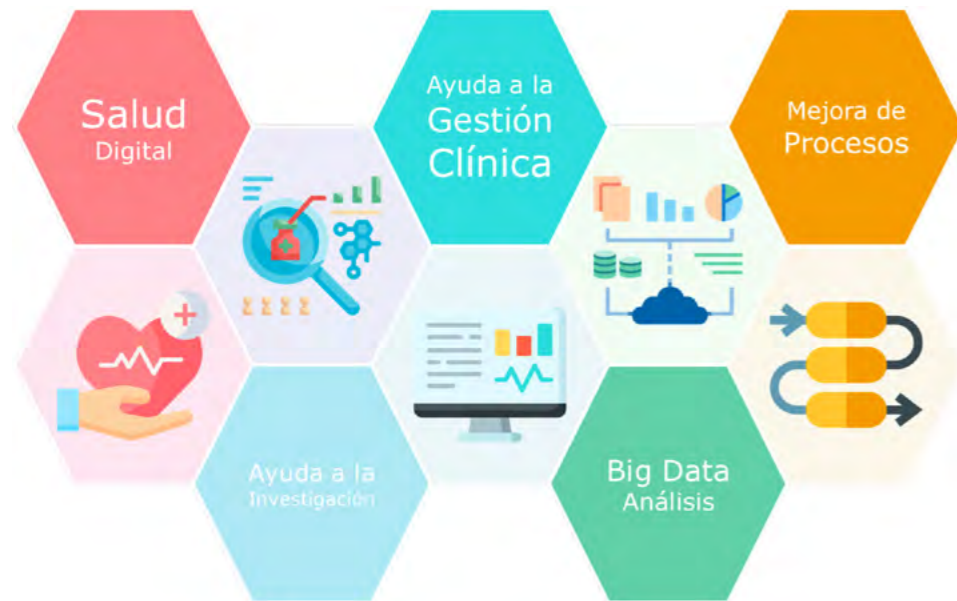 Salud
Digital
Ayuda a la
Gestión
Clínica
Mejora de
Procesos
Ayuda a la
Investigación
Big Data
Análisis